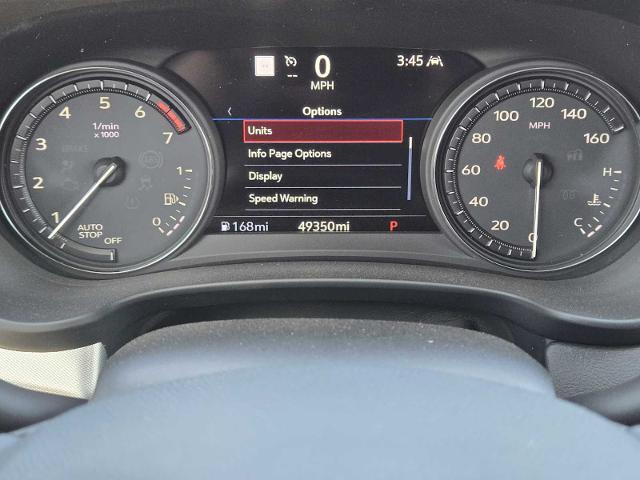 0
MPH
3:45
--
Options
Units
Info Page Options
Display
Speed Warning
168mi
49350mi
P
1
2
3
4
5
6
7
1/min
x1000
AUTO
STOP
OFF
1
0
0
20
40
60
80
100
120
140
160
MPH
H
C